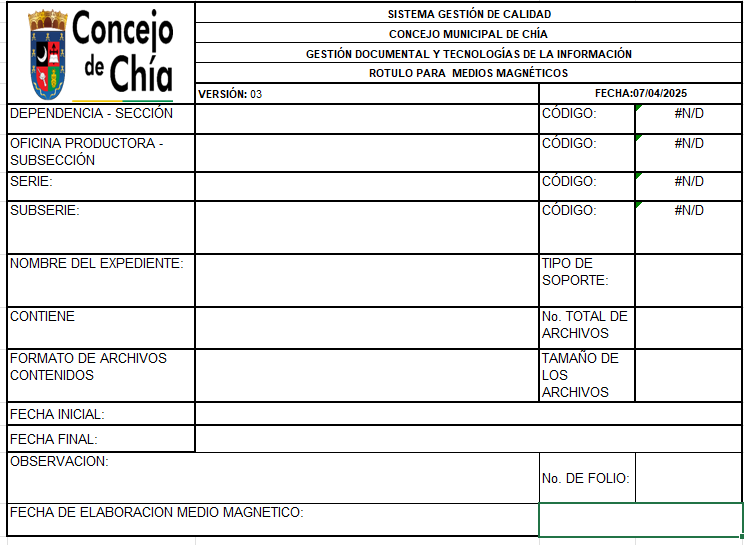 Concejo
de Chía
SISTEMA GESTIÓN DE CALIDAD
CONCEJO MUNICIPAL DE CHÍA
GESTIÓN DOCUMENTAL Y TECNOLOGÍAS DE LA INFORMACIÓN
ROTULO PARA MEDIOS MAGNÉTICOS
VERSIÓN: 03
FECHA:07/04/2025
DEPENDENCIA - SECCIÓN
CÓDIGO:
#N/D
OFICINA PRODUCTORA -
SUBSECCIÓN
CÓDIGO:
#N/D
SERIE:
CÓDIGO:
#N/D
SUBSERIE:
CÓDIGO:
#N/D
NOMBRE DEL EXPEDIENTE:
TIPO DE
SOPORTE:
CONTIENE
No. TOTAL DE
ARCHIVOS
FORMATO DE ARCHIVOS
CONTENIDOS
TAMAÑO DE
LOS
ARCHIVOS
FECHA INICIAL:
FECHA FINAL:
OBSERVACION:
No. DE FOLIO:
FECHA DE ELABORACION MEDIO MAGNETICO: